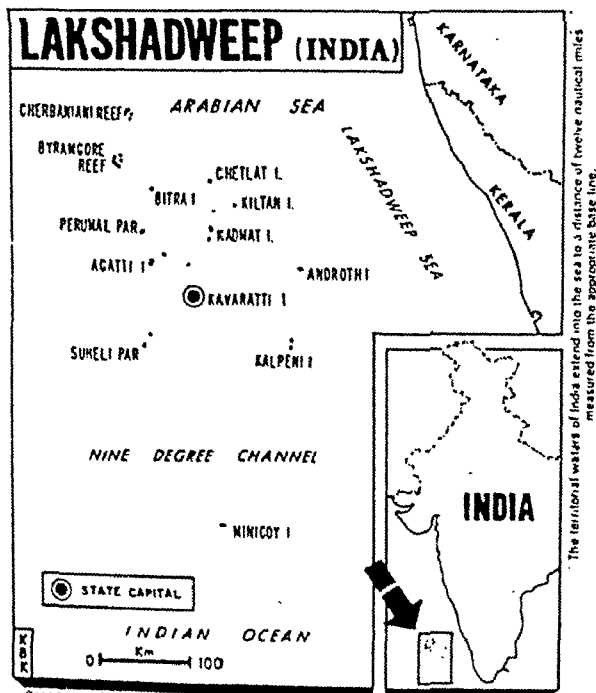 LAKSHADWEEP (INDIA)
KARNATAKA
CHERBANIANI REEF
ARABIAN SEA
BYRAMGORE
REEF
LAKSHADWEEP SEA
CHETLAT I.
BITRA I
KILTAN I.
KERALA
PERUMAL PAR
KADMAT I.
AGATTI I
ANDROTH I
KAVARATTI I
SUHELI PAR
KALPENI I
NINE DEGREE CHANNEL
INDIA
MINICOY I
STATE CAPITAL
INDIAN OCEAN
KBK
Km
0 100
The territorial waters of India extend into the sea to a distance of twelve nautical miles
measured from the appropriate base line.